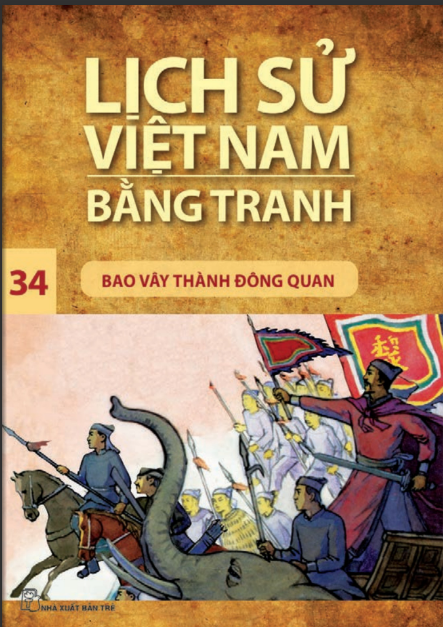 LỊCH SỬ
VIỆT NAM
BẰNG TRANH
34
BAO VÂY THÀNH ĐÔNG QUAN
NHÀ XUẤT BẢN TRẺ